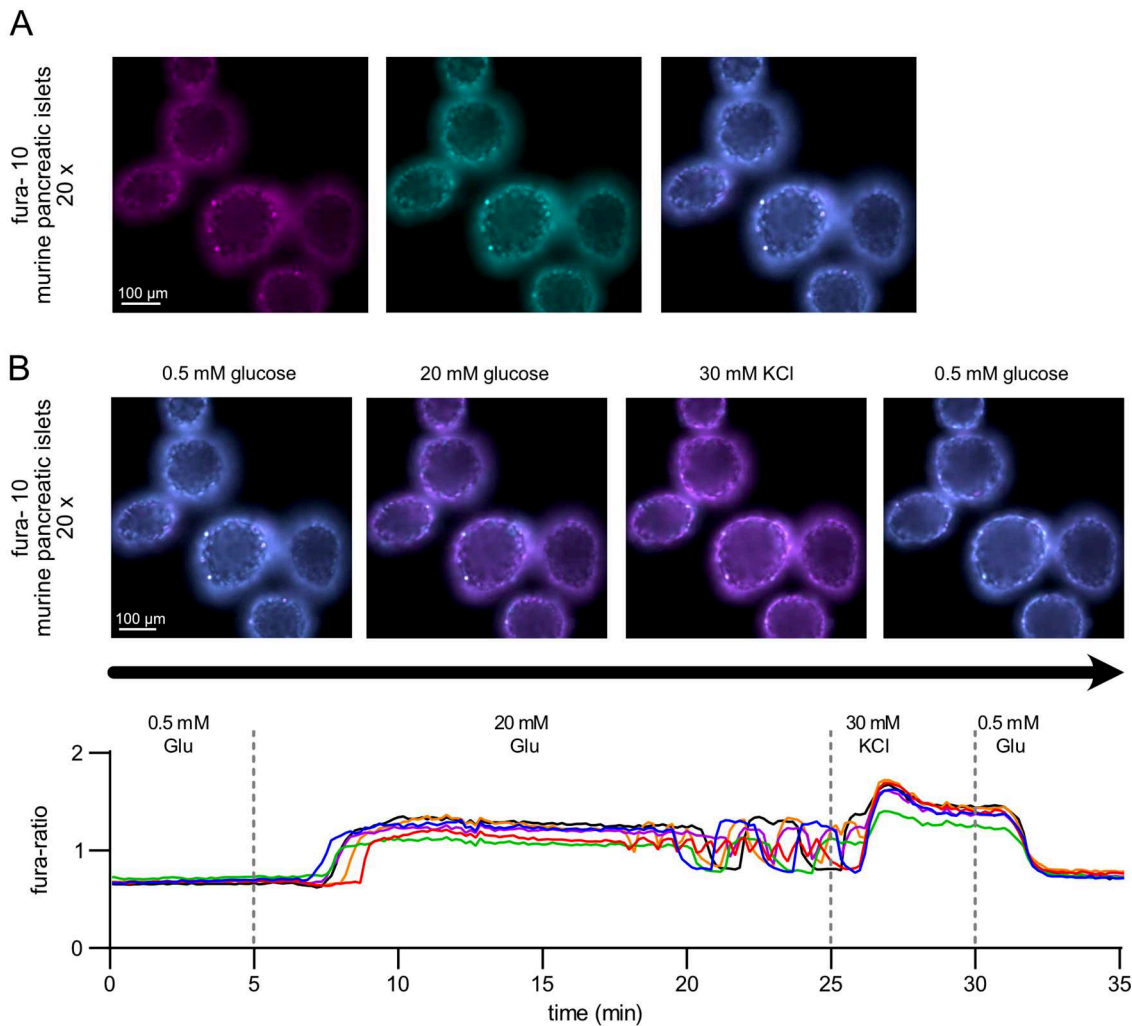 A
fura- 10
murine pancreatic islets
20 x
100 µm
B
0.5 mM glucose
20 mM glucose
30 mM KCl
0.5 mM glucose
fura- 10
murine pancreatic islets
20 x
100 µm
0.5 mM
Glu
20 mM
Glu
30 mM
KCl
0.5 mM
Glu
fura-ratio
2
1
0
0
5
10
15
20
25
30
35
time (min)